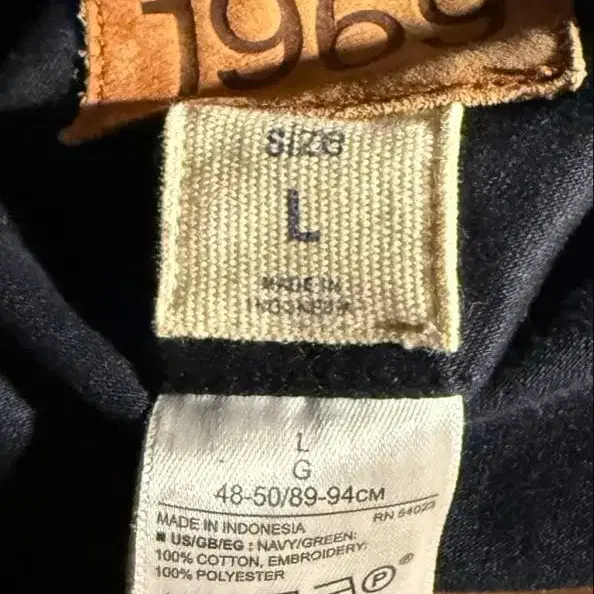 1969
SIZE
L
MADE IN
INDONESIA
L
G
48-50/89-94CM
RN 54023
MADE IN INDONESIA
■ US/GB/EG : NAVY/GREEN:
100% COTTON, EMBROIDERY:
100% POLYESTER
P ®